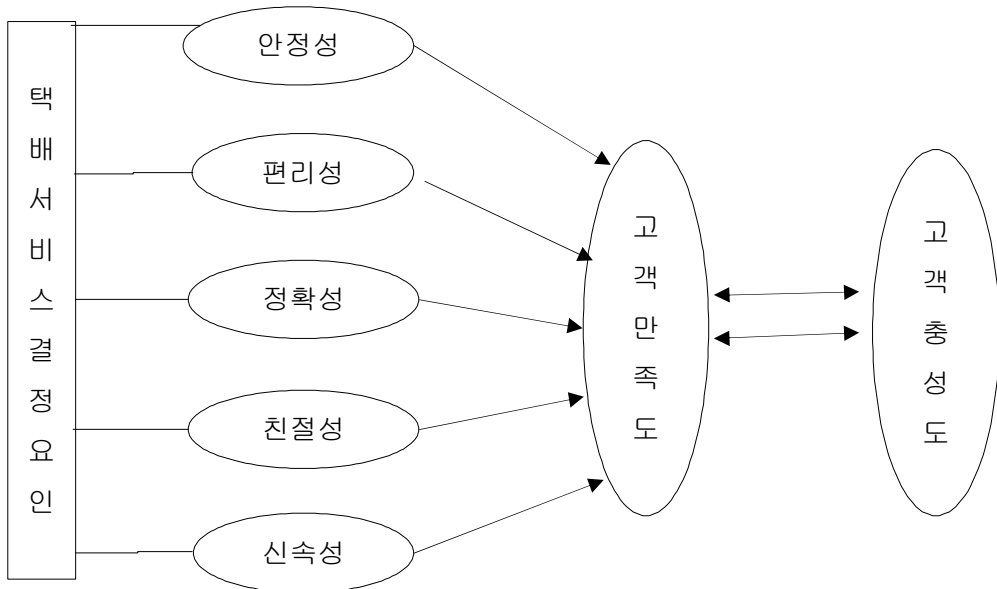 택배서비스결정요인
안정성
편리성
정확성
친절성
신속성
고객만족도
고객충성도